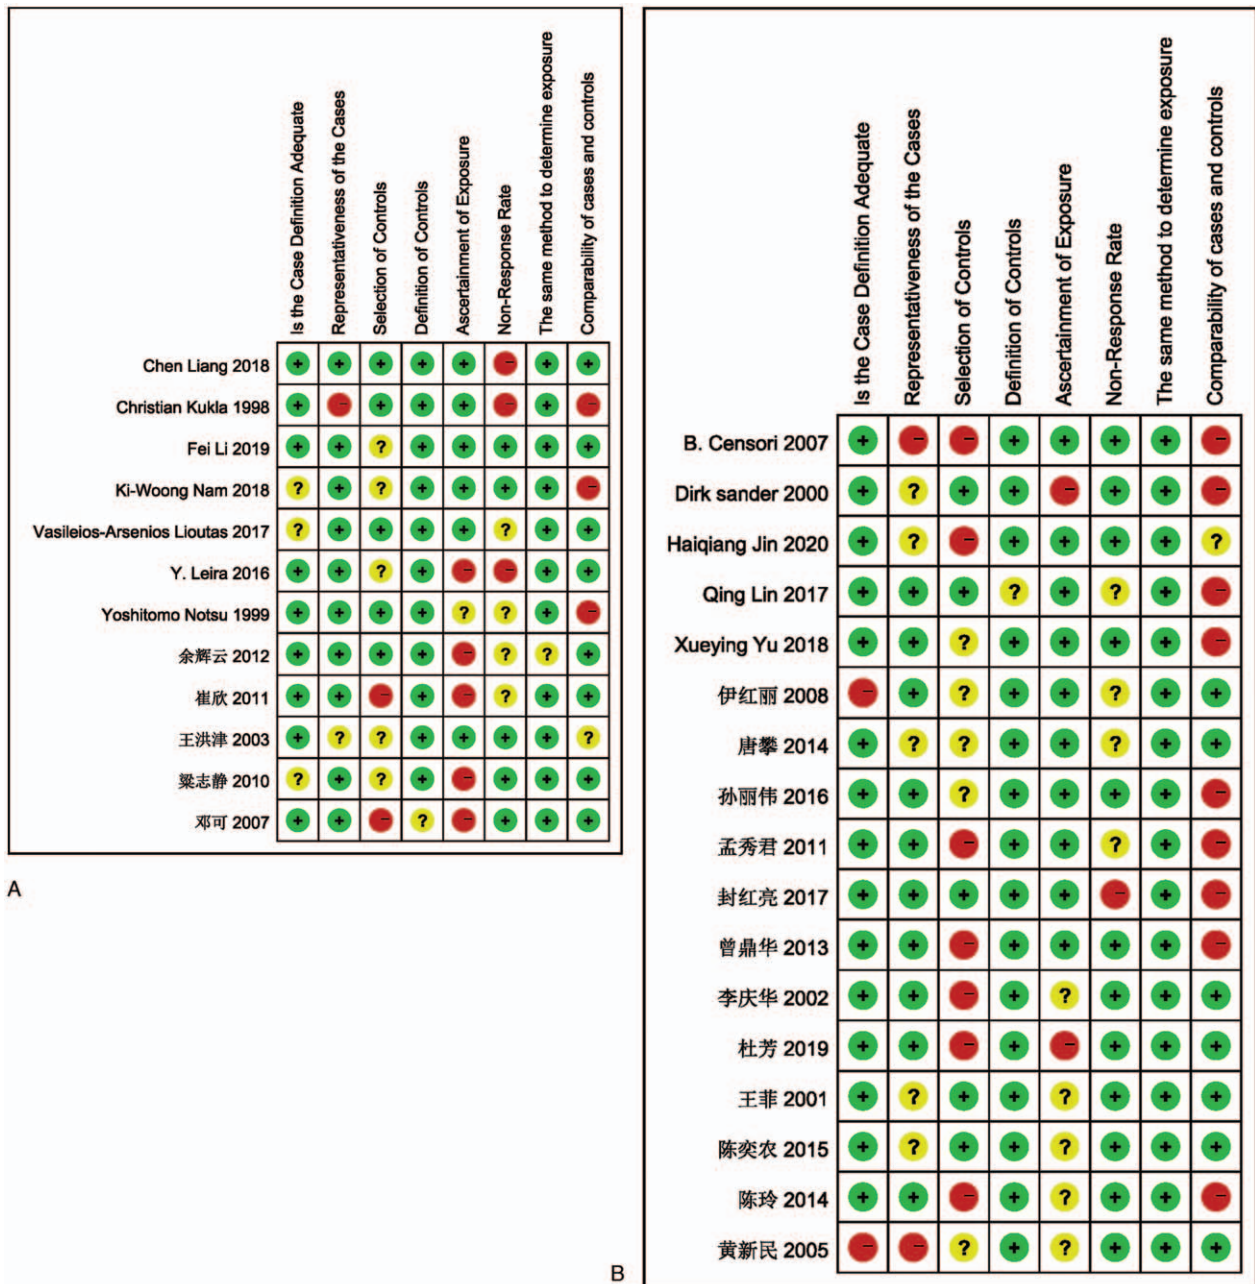 Is the Case Definition Adequate
Representativeness of the Cases
Selection of Controls
Definition of Controls
Ascertainment of Exposure
Non-Response Rate
The same method to determine exposure
Comparability of cases and controls
Chen Liang 2018 + + + + + - + +
Christian Kukla 1998 + - + + + - + -
Fei Li 2019 + + ? + + + + +
Ki-Woong Nam 2018 ? + ? + + + + -
Vasileios-Arsenios Lioutas 2017 ? + + + + ? + +
Y. Leira 2016 + + ? + - - + +
Yoshitomo Notsu 1999 + + + + ? ? + -
余辉云 2012 + + + + - ? ? +
崔欣 2011 + + - + - ? + +
王洪津 2003 + ? ? + + + + ?
梁志静 2010 ? + ? + - + + +
邓可 2007 + + - ? - + + +
A
Is the Case Definition Adequate
Representativeness of the Cases
Selection of Controls
Definition of Controls
Ascertainment of Exposure
Non-Response Rate
The same method to determine exposure
Comparability of cases and controls
B. Censori 2007 + - - + + + + -
Dirk sander 2000 + ? + + - + + -
Haiqiang Jin 2020 + ? - + + + + ?
Qing Lin 2017 + + + ? + ? + -
Xueying Yu 2018 + + ? + + + + -
伊红丽 2008 - + ? + + ? + +
唐攀 2014 + ? ? + + ? + +
孙丽伟 2016 + + ? + + + + -
孟秀君 2011 + + - + + ? + -
封红亮 2017 + + + + + - + -
曾鼎华 2013 + + - + + + + -
李庆华 2002 + + - + ? + + +
杜芳 2019 + + - + - + + +
王菲 2001 + ? + + ? + + +
陈奕农 2015 + ? + + ? + + +
陈玲 2014 + + - + ? + + -
黄新民 2005 - - ? + ? + + +
B